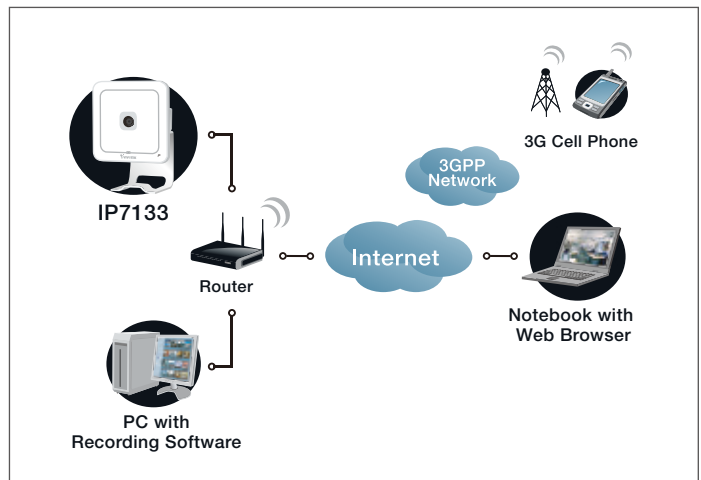 3G Cell Phone
3GPP
Network
IP7133
Internet
Router
Notebook with
Web Browser
PC with
Recording Software